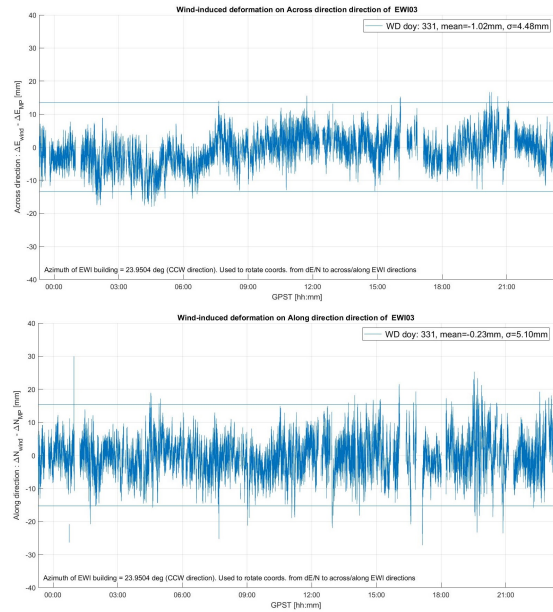 Wind-induced deformation on Across direction direction of EWI03
WD doy: 331, mean=-1.02mm, σ=4.48mm
40
30
20
10
0
-10
-20
-30
-40
Across direction : ΔE_wind - ΔE_MP [mm]
Azimuth of EWI building = 23.9504 deg (CCW direction). Used to rotate coords. from dE/N to across/along EWI directions
00:00 03:00 06:00 09:00 12:00 15:00 18:00 21:00
GPST [hh:mm]
Wind-induced deformation on Along direction direction of EWI03
WD doy: 331, mean=-0.23mm, σ=5.10mm
40
30
20
10
0
-10
-20
-30
-40
Along direction : ΔN_wind - ΔN_MP [mm]
Azimuth of EWI building = 23.9504 deg (CCW direction). Used to rotate coords. from dE/N to across/along EWI directions
00:00 03:00 06:00 09:00 12:00 15:00 18:00 21:00
GPST [hh:mm]